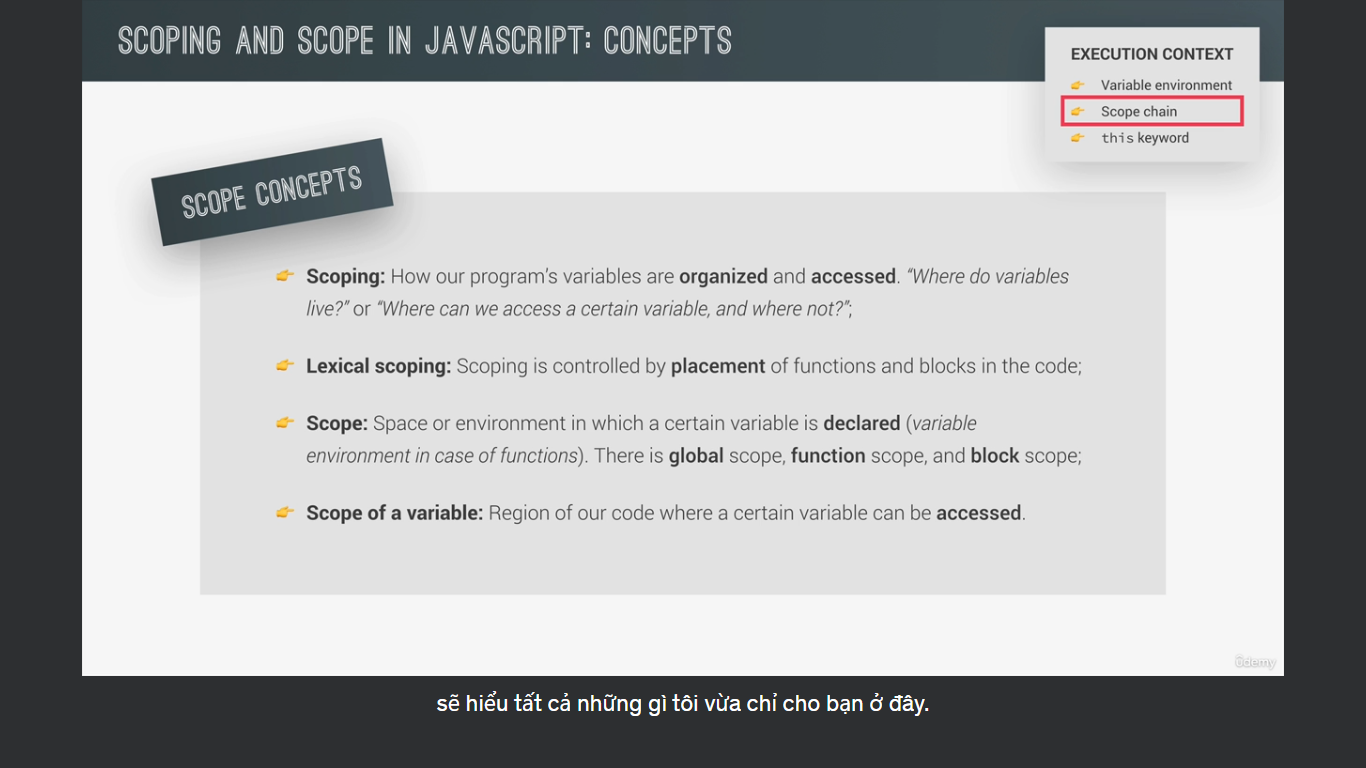 SCOPING AND SCOPE IN JAVASCRIPT: CONCEPTS
EXECUTION CONTEXT
Variable environment
Scope chain
this keyword
SCOPE CONCEPTS
Scoping: How our program’s variables are organized and accessed. “Where do variables
live?” or “Where can we access a certain variable, and where not?”;
Lexical scoping: Scoping is controlled by placement of functions and blocks in the code;
Scope: Space or environment in which a certain variable is declared (variable
environment in case of functions). There is global scope, function scope, and block scope;
Scope of a variable: Region of our code where a certain variable can be accessed.
Udemy
sẽ hiểu tất cả những gì tôi vừa chỉ cho bạn ở đây.